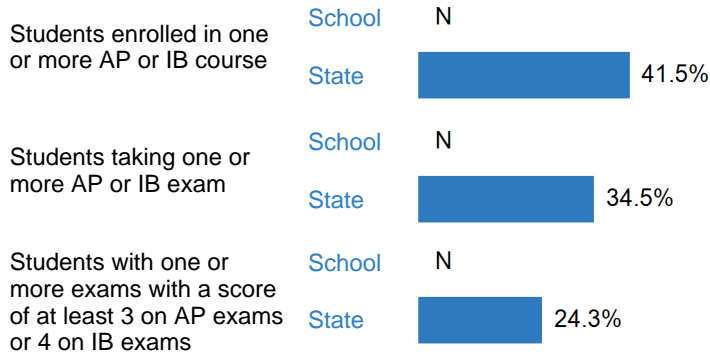 Students enrolled in one
or more AP or IB course
School N
State 41.5%
Students taking one or
more AP or IB exam
School N
State 34.5%
Students with one or
more exams with a score
of at least 3 on AP exams
or 4 on IB exams
School N
State 24.3%